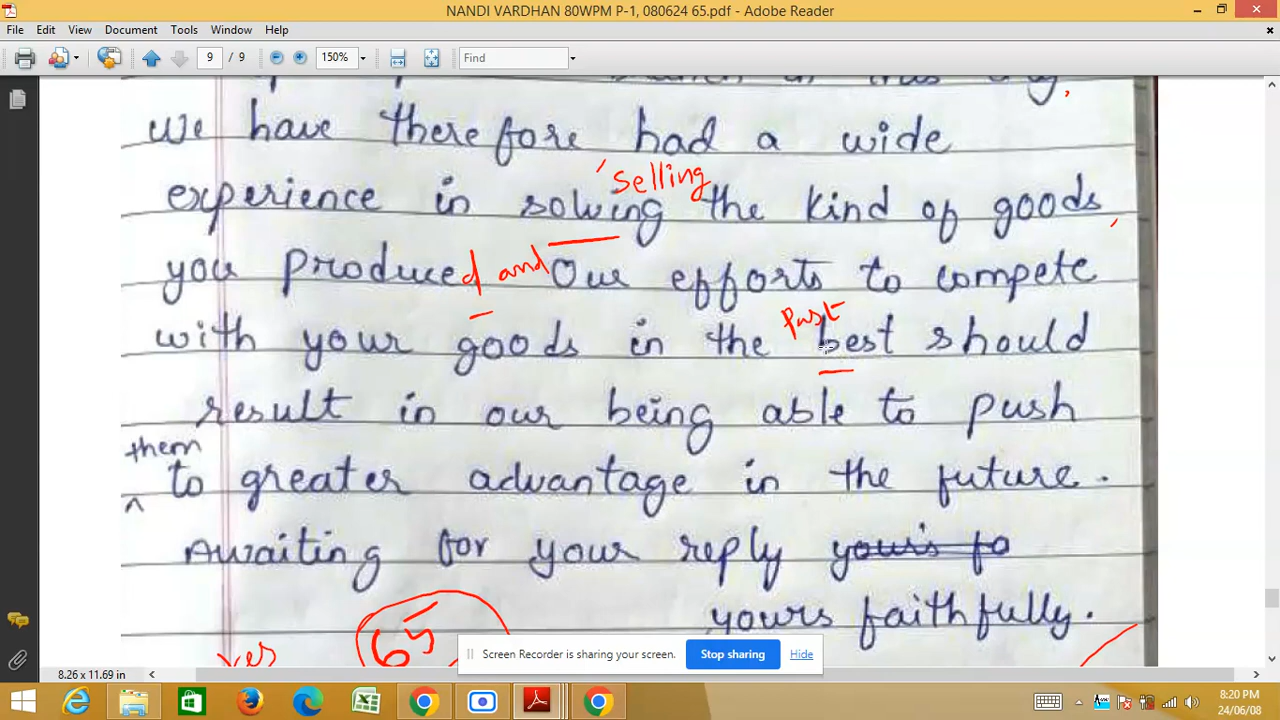 NANDI VARDHAN 80WPM P-1, 080624 65.pdf - Adobe Reader
File Edit View Document Tools Window Help
9 / 9 150% Find
We have therefore had a wide
selling
experience in solving the kind of goods,
you produced and Our efforts to compete
past
with your goods in the best should
result in our being able to push
them
^ to greater advantage in the future.
Awaiting for your reply your's fa
yours faithfully.
65
Yes
Screen Recorder is sharing your screen. Stop sharing Hide
8.26 x 11.69 in
8:20 PM
24/06/08